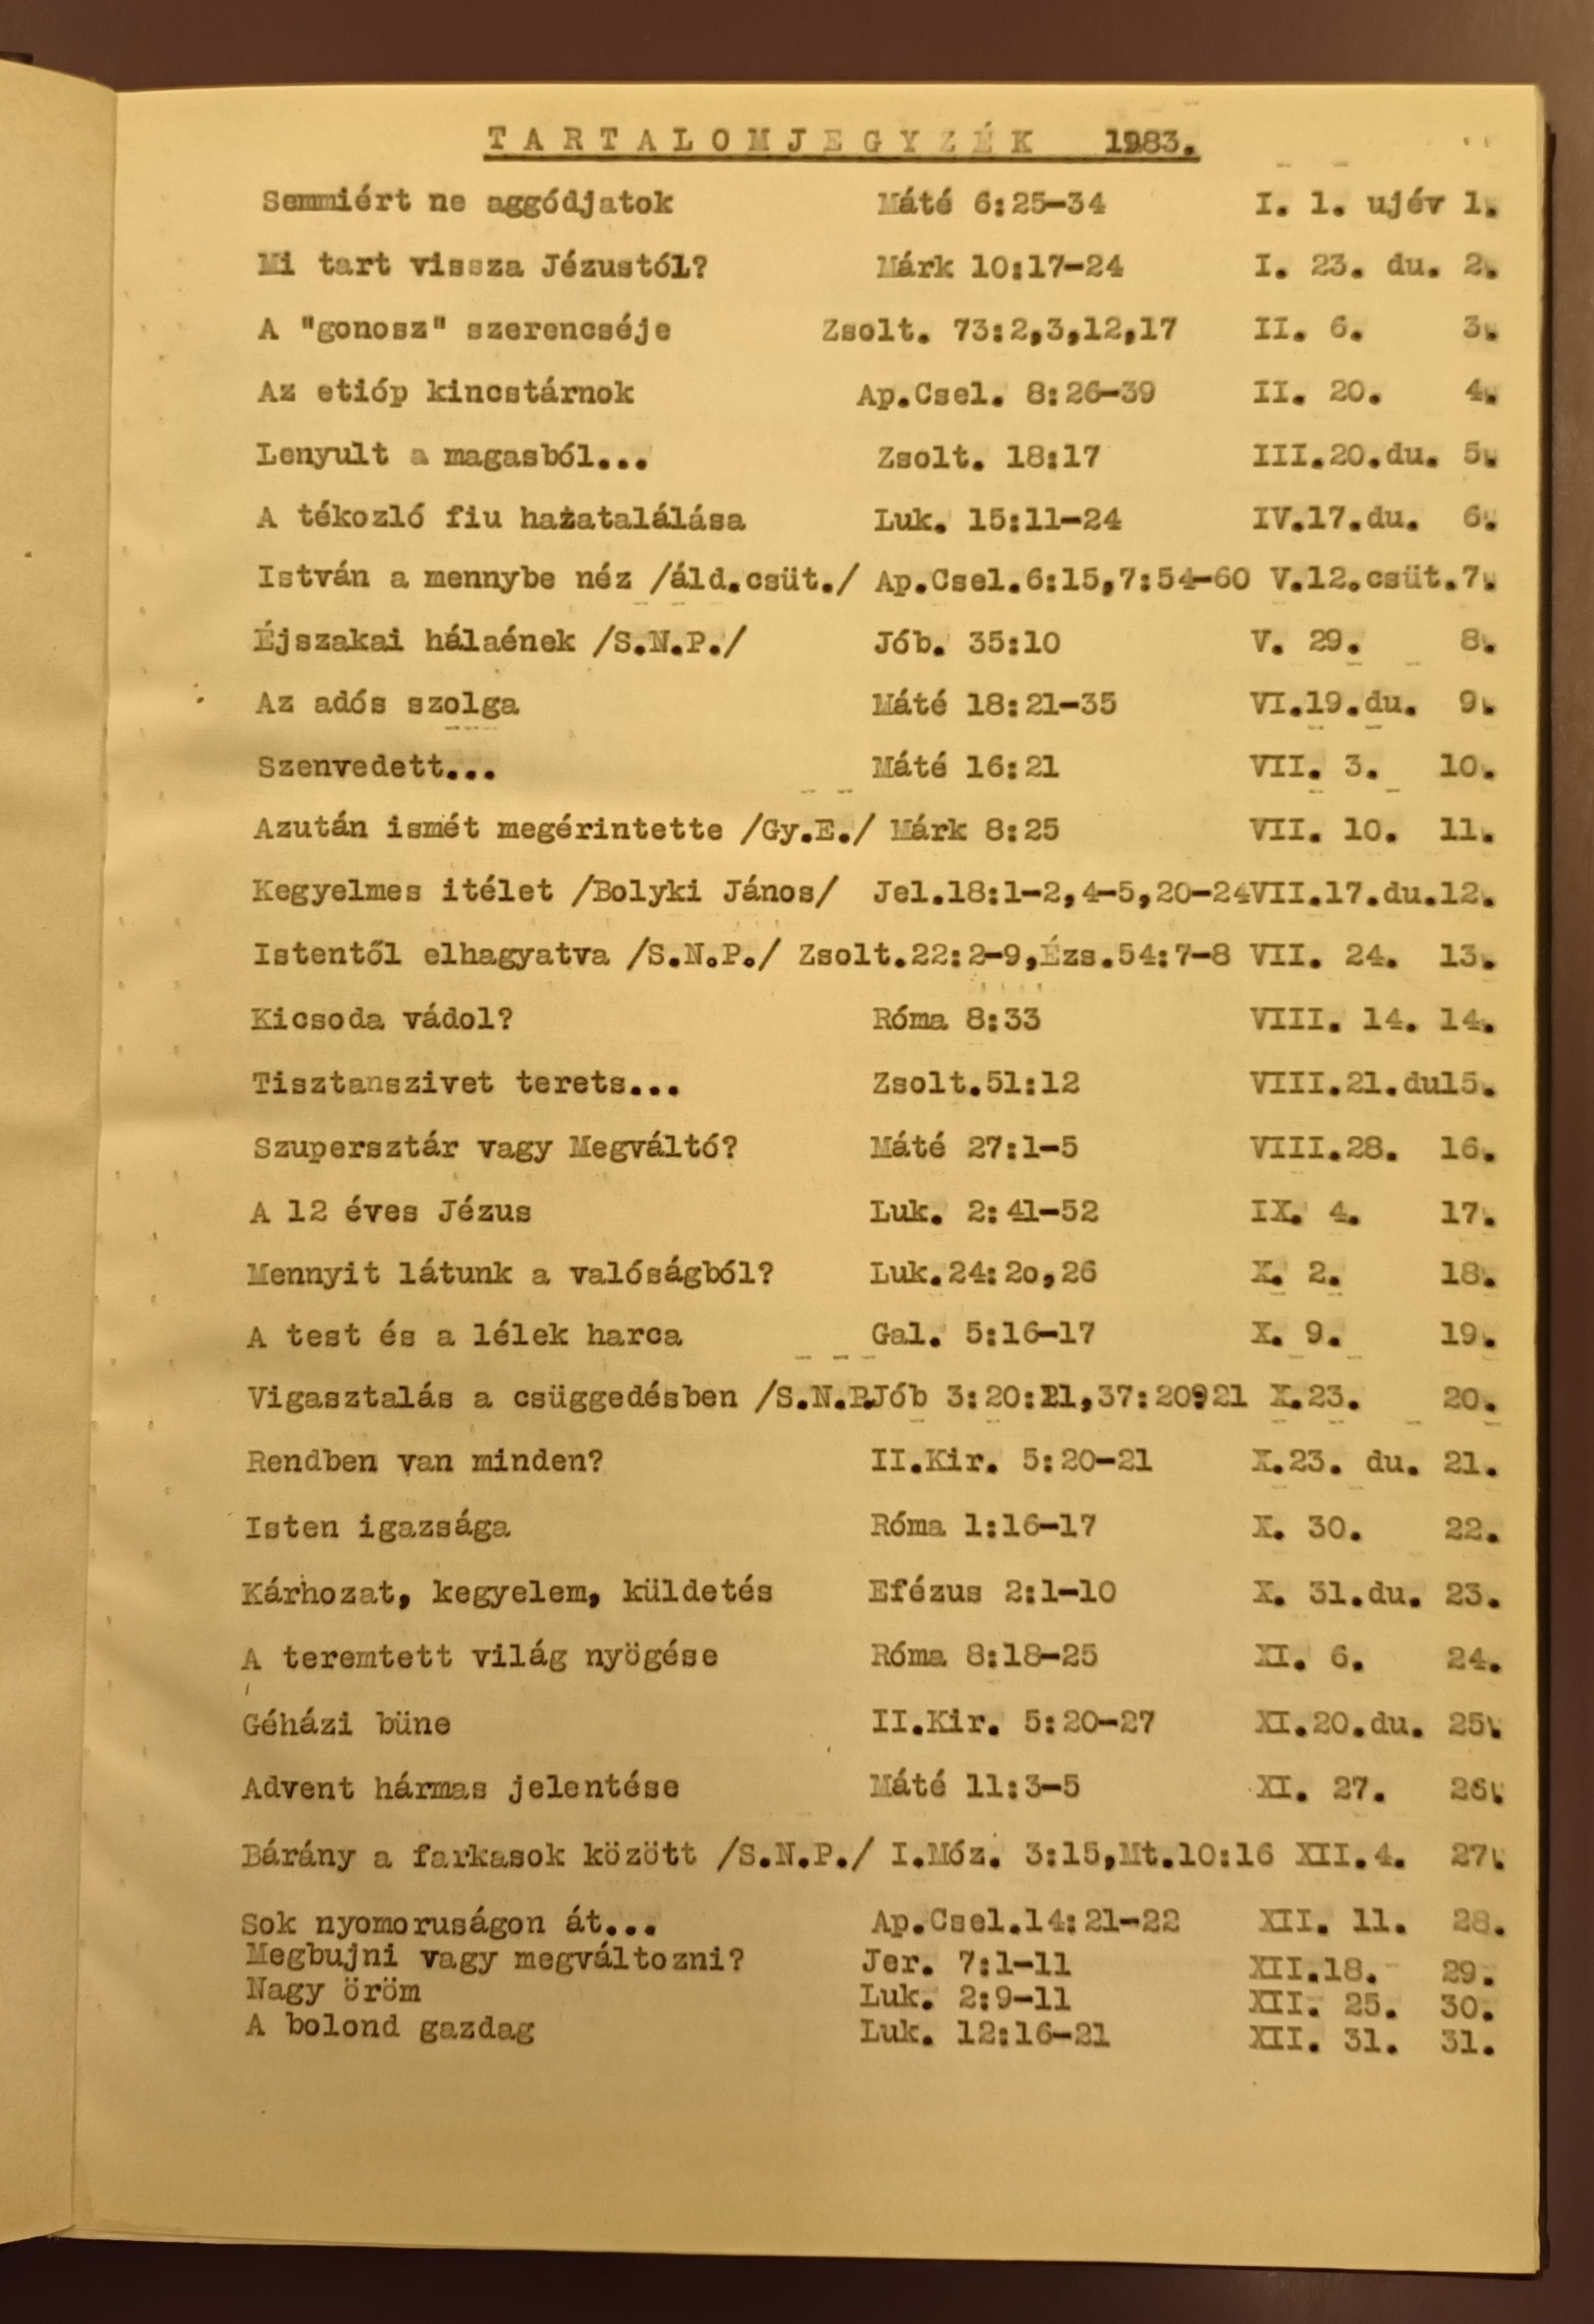 TARTALOMJEGYZÉK 1983.
Semmiért ne aggódjatok Máté 6:25-34 I. 1. ujév 1.
Mi tart vissza Jézustól? Márk 10:17-24 I. 23. du. 2.
A "gonosz" szerencséje Zsolt. 73:2,3,12,17 II. 6. 3.
Az etióp kincstárnok Ap.Csel. 8:26-39 II. 20. 4.
Lenyult a magasból... Zsolt. 18:17 III.20.du. 5.
A tékozló fiu hazatalálása Luk. 15:11-24 IV.17.du. 6.
István a mennybe néz /áld.csüt./ Ap.Csel.6:15,7:54-60 V.12.csüt.7.
Éjszakai hálaének /S.N.P./ Jób. 35:10 V. 29. 8.
Az adós szolga Máté 18:21-35 VI.19.du. 9.
Szenvedett... Máté 16:21 VII. 3. 10.
Azután ismét megérintette /Gy.E./ Márk 8:25 VII. 10. 11.
Kegyelmes itélet /Bolyki János/ Jel.18:1-2,4-5,20-24VII.17.du.12.
Istentől elhagyatva /S.N.P./ Zsolt.22:2-9,Ézs.54:7-8 VII. 24. 13.
Kicsoda vádol? Róma 8:33 VIII. 14. 14.
Tisztanszivet terets... Zsolt.51:12 VIII.21.du15.
Szupersztár vagy Megváltó? Máté 27:1-5 VIII.28. 16.
A 12 éves Jézus Luk. 2:41-52 IX. 4. 17.
Mennyit látunk a valóságból? Luk.24:2o,26 X. 2. 18.
A test és a lélek harca Gal. 5:16-17 X. 9. 19.
Vigasztalás a csüggedésben /S.N.P.Jób 3:20:21,37:20 21 X.23. 20.
Rendben van minden? II.Kir. 5:20-21 X.23. du. 21.
Isten igazsága Róma 1:16-17 X. 30. 22.
Kárhozat, kegyelem, küldetés Efézus 2:1-10 X. 31.du. 23.
A teremtett világ nyögése Róma 8:18-25 XI. 6. 24.
Géházi büne II.Kir. 5:20-27 XI.20.du. 25.
Advent hármas jelentése Máté 11:3-5 XI. 27. 26.
Bárány a farkasok között /S.N.P./ I.Móz. 3:15,Mt.10:16 XII.4. 27.
Sok nyomoruságon át... Ap.Csel.14:21-22 XII. 11. 28.
Megbujni vagy megváltozni? Jer. 7:1-11 XII.18. 29.
Nagy öröm Luk. 2:9-11 XII. 25. 30.
A bolond gazdag Luk. 12:16-21 XII. 31. 31.